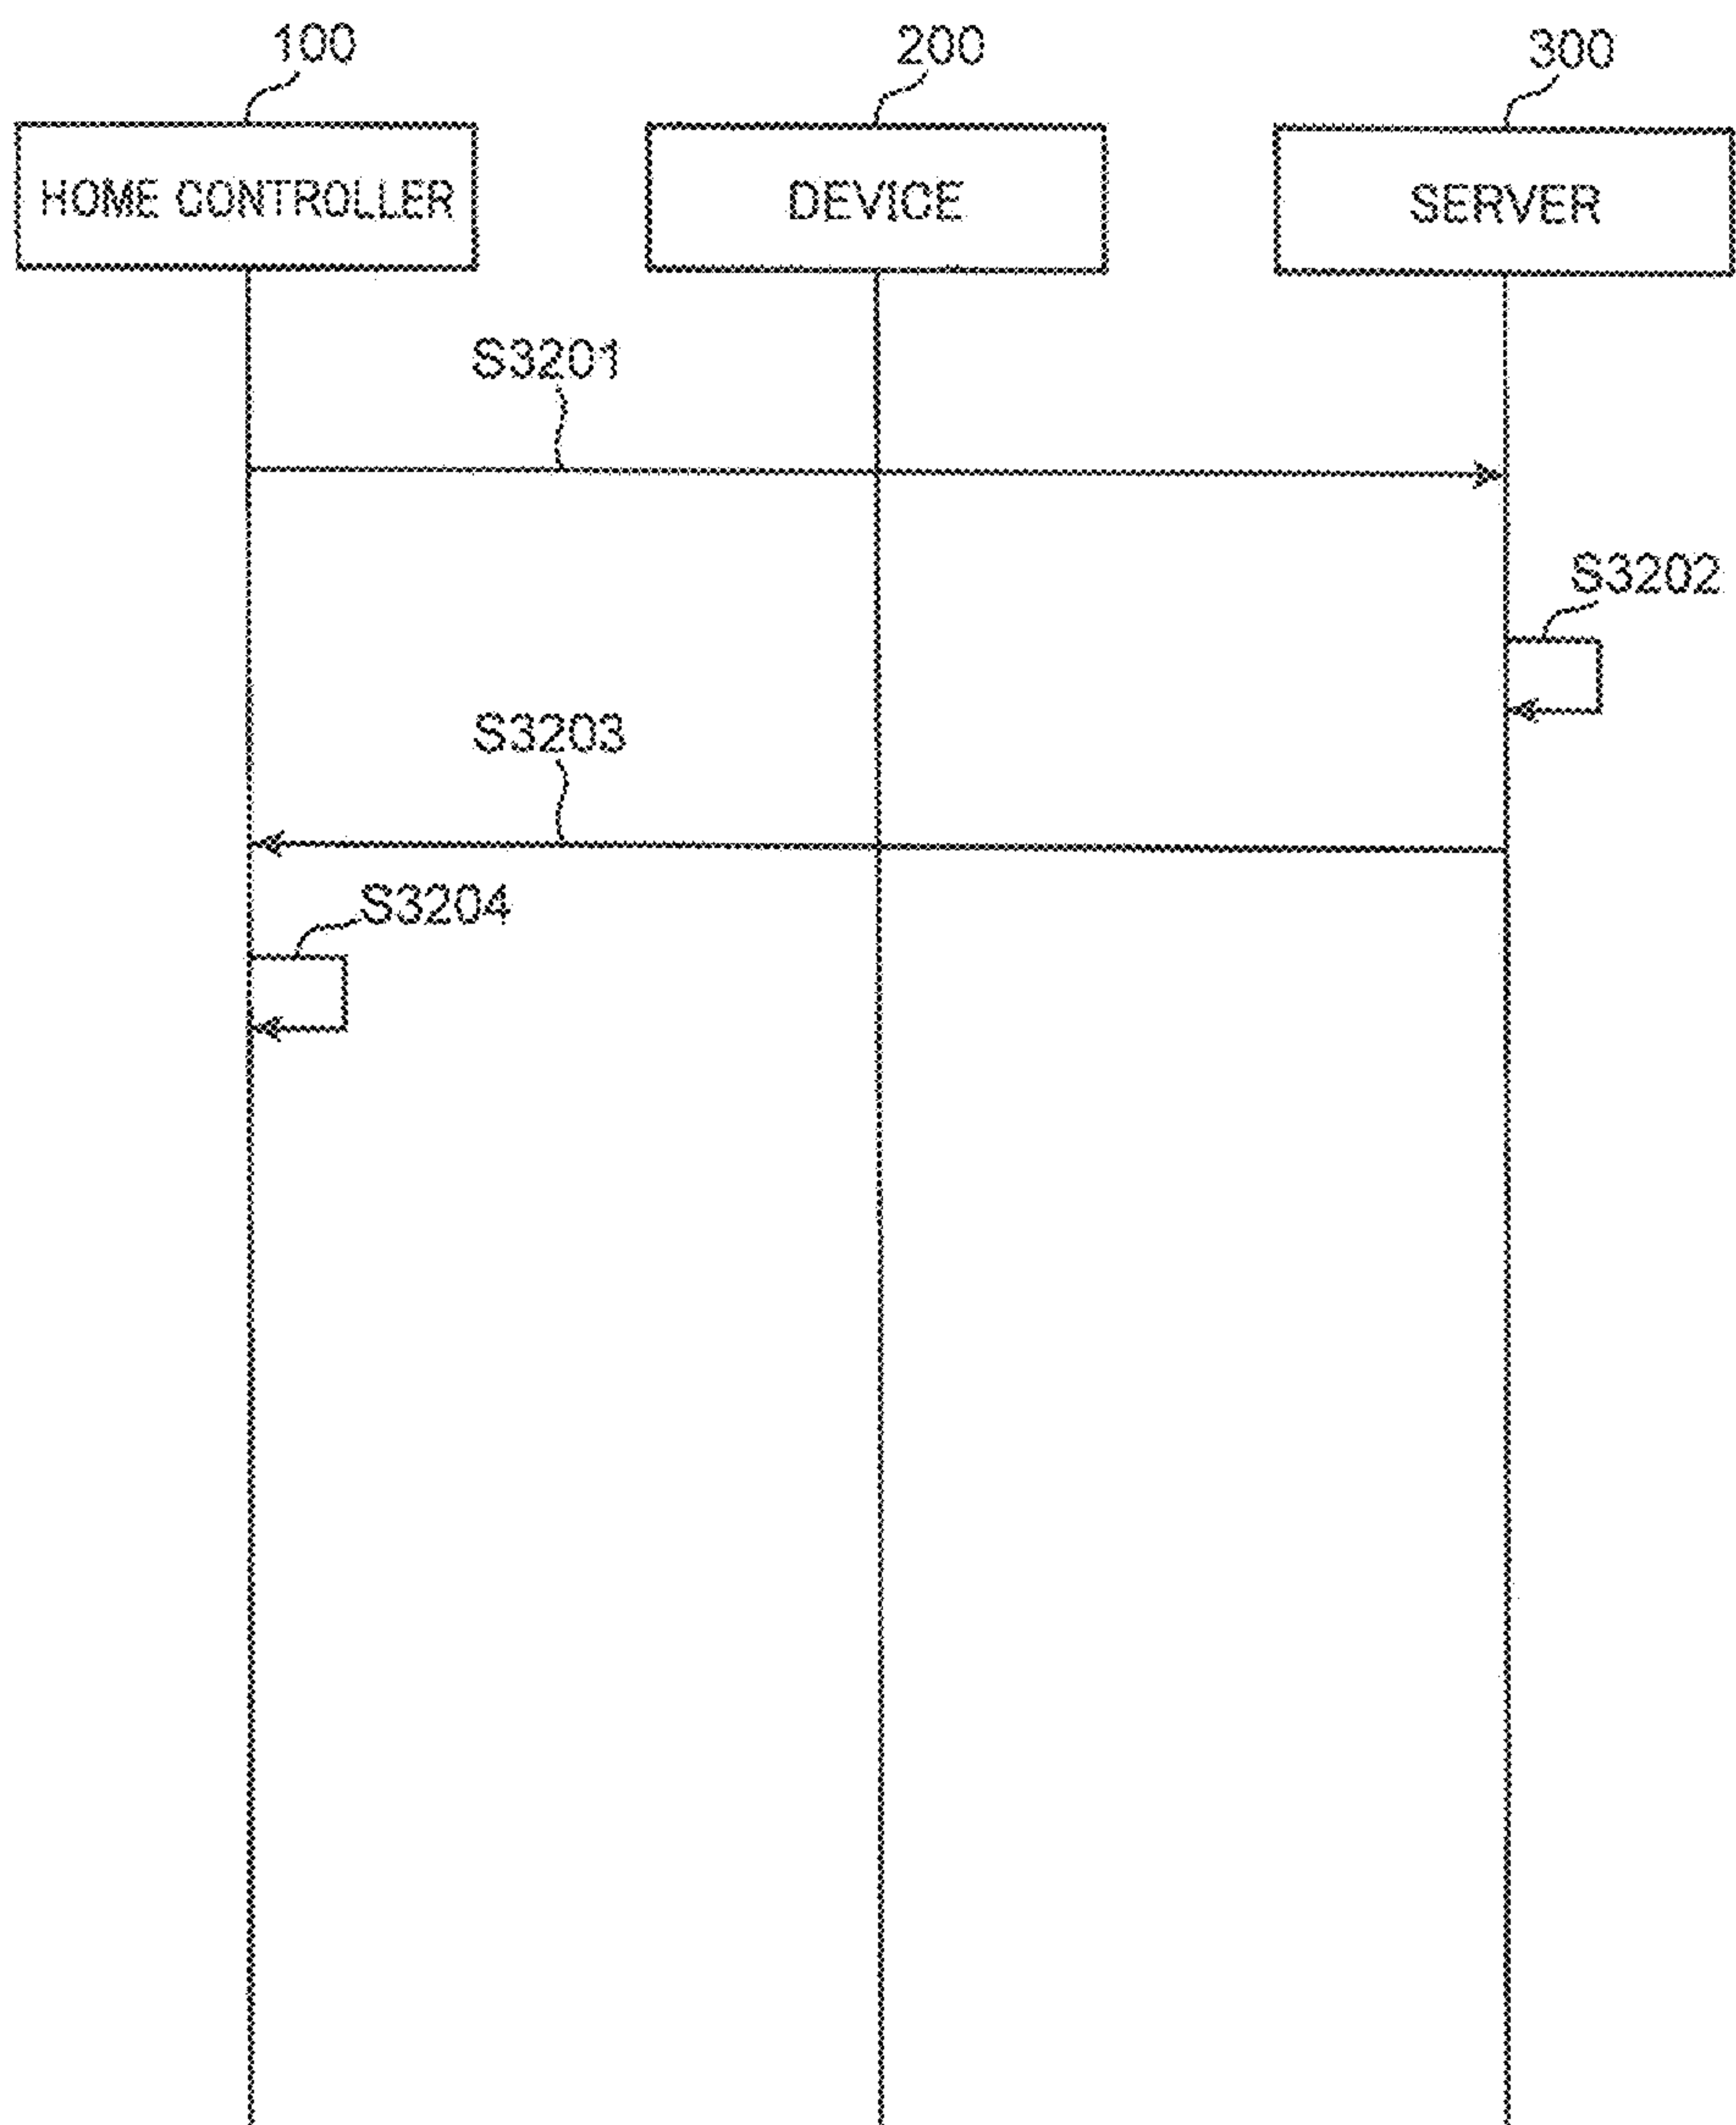 100
200
300
HOME CONTROLLER
DEVICE
SERVER
S3201
S3202
S3203
S3204